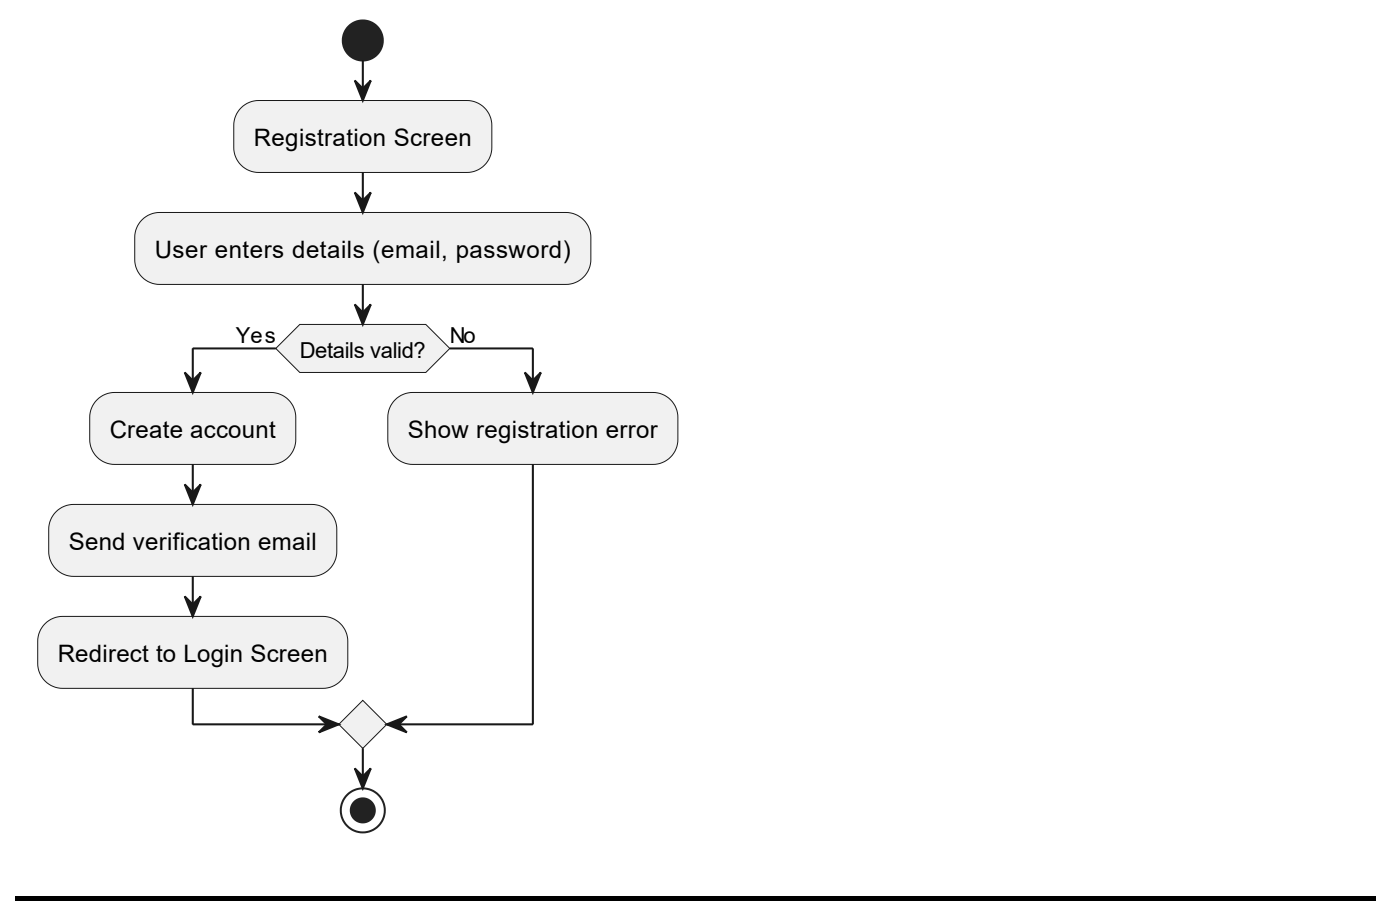 Registration Screen
User enters details (email, password)
Yes
Details valid?
No
Create account
Show registration error
Send verification email
Redirect to Login Screen